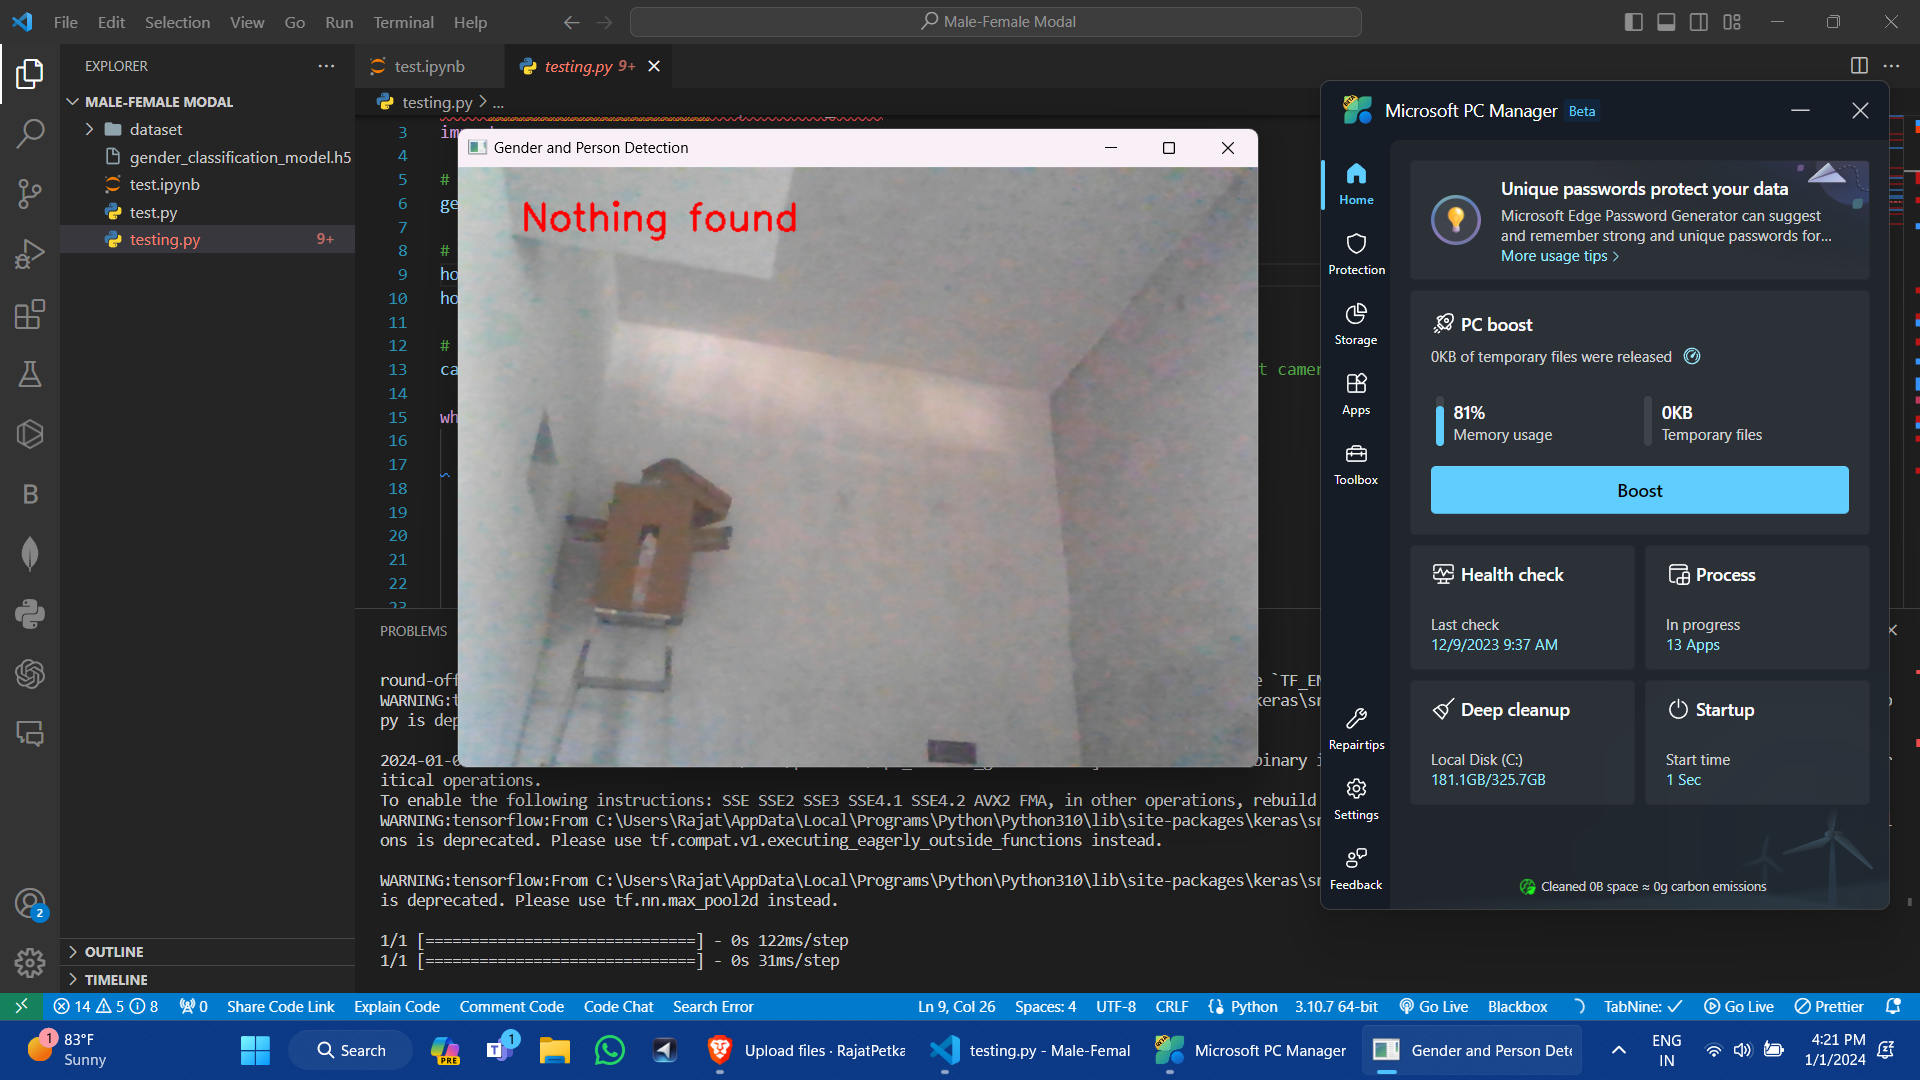 File Edit Selection View Go Run Terminal Help
Male-Female Modal
EXPLORER
MALE-FEMALE MODAL
dataset
gender_classification_model.h5
test.ipynb
test.py
testing.py 9+
OUTLINE
TIMELINE
test.ipynb
testing.py 9+
testing.py > ...
3
4
5 #
6 ge
7
8 #
9 ho
10 ho
11
12 #
13 ca
14
15 wh
16
17
18
19
20
21
22
23
Gender and Person Detection
Nothing found
PROBLEMS
round-off
WARNING:t
py is dep
2024-01-0
itical operations.
To enable the following instructions: SSE SSE2 SSE3 SSE4.1 SSE4.2 AVX2 FMA, in other operations, rebuild
WARNING:tensorflow:From C:\Users\Rajat\AppData\Local\Programs\Python\Python310\lib\site-packages\keras\sr
ons is deprecated. Please use tf.compat.v1.executing_eagerly_outside_functions instead.
WARNING:tensorflow:From C:\Users\Rajat\AppData\Local\Programs\Python\Python310\lib\site-packages\keras\sr
is deprecated. Please use tf.nn.max_pool2d instead.
1/1 [==============================] - 0s 122ms/step
1/1 [==============================] - 0s 31ms/step
Microsoft PC Manager Beta
Home
Protection
Storage
Apps
Toolbox
Repairtips
Settings
Feedback
Unique passwords protect your data
Microsoft Edge Password Generator can suggest
and remember strong and unique passwords for...
More usage tips >
PC boost
0KB of temporary files were released
81%
Memory usage
0KB
Temporary files
Boost
Health check
Last check
12/9/2023 9:37 AM
Process
In progress
13 Apps
Deep cleanup
Local Disk (C:)
181.1GB/325.7GB
Startup
Start time
1 Sec
Cleaned 0B space ≈ 0g carbon emissions
14 5 8 0 Share Code Link Explain Code Comment Code Code Chat Search Error
Ln 9, Col 26 Spaces: 4 UTF-8 CRLF Python 3.10.7 64-bit Go Live Blackbox TabNine: Go Live Prettier
1 83°F
Sunny
Search
PRE
1
Upload files · RajatPetka
testing.py - Male-Femal
Microsoft PC Manager
Gender and Person Dete
ENG
IN
4:21 PM
1/1/2024